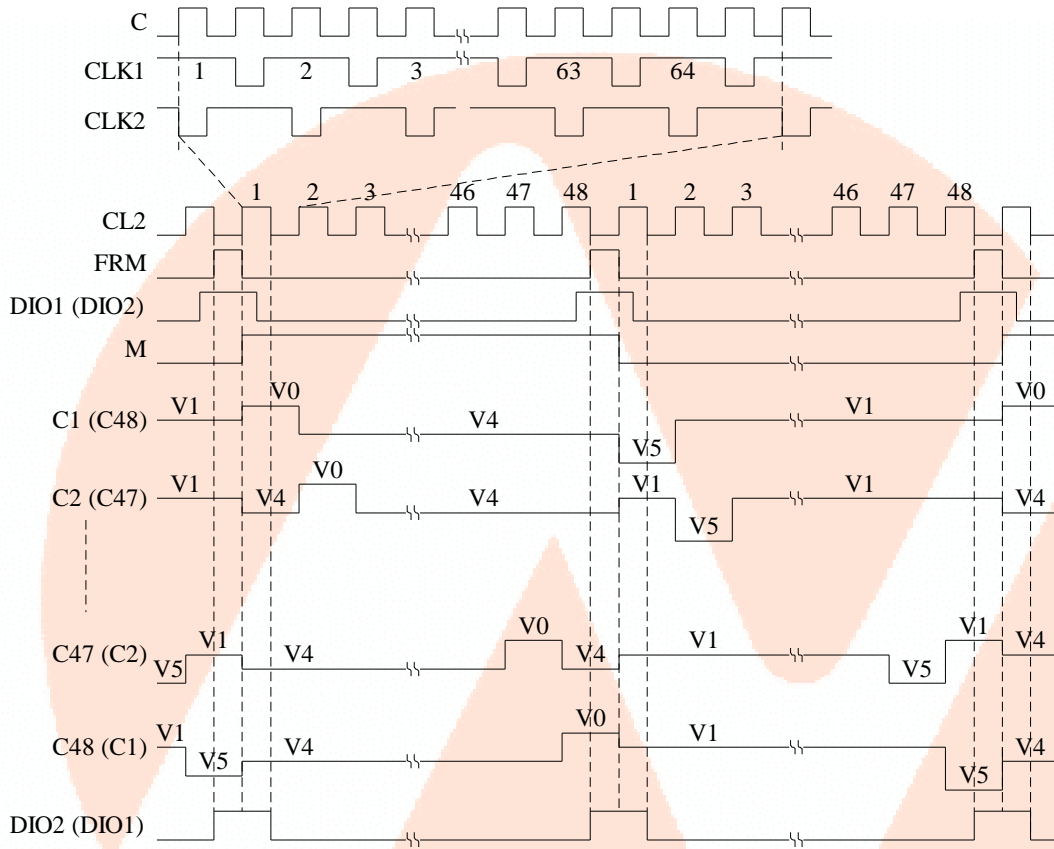 C
CLK1 1 2 3 63 64
CLK2
1 2 3 46 47 48 1 2 3 46 47 48
CL2
FRM
DIO1 (DIO2)
M
V1 V0 V1 V0
C1 (C48) V4
V5
V0
V1 V4 V4 V1 V1 V4
C2 (C47)
V5
V0
V1 V1 V1
C47 (C2) V4 V4 V4
V5 V5
V0
V1 V4 V1 V4
C48 (C1)
V5 V5
DIO2 (DIO1)